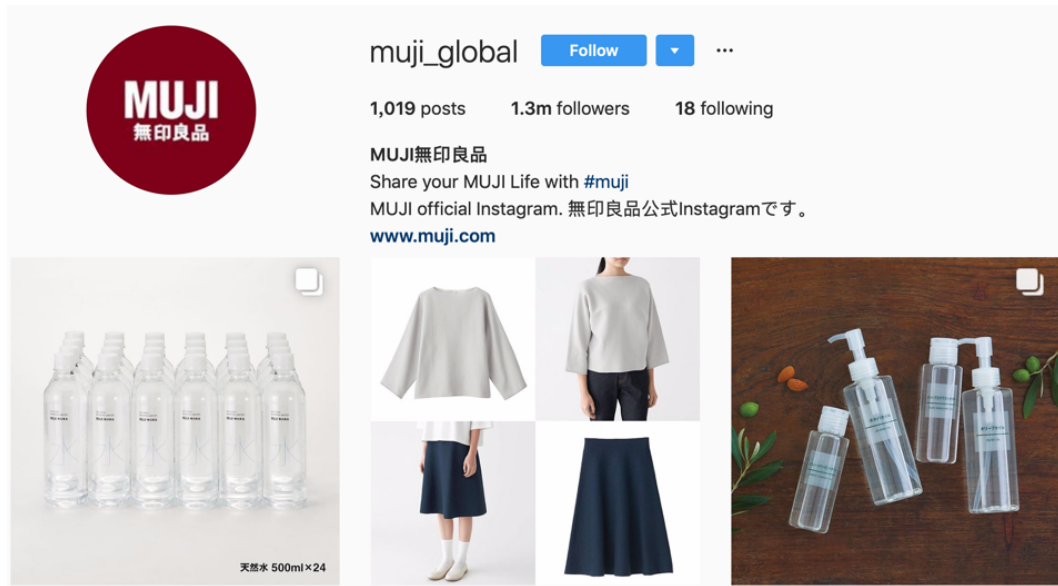 MUJI
無印良品
muji_global
Follow
1,019 posts 1.3m followers 18 following
MUJI無印良品
Share your MUJI Life with #muji
MUJI official Instagram. 無印良品公式Instagramです。
www.muji.com
天然水 500ml×24